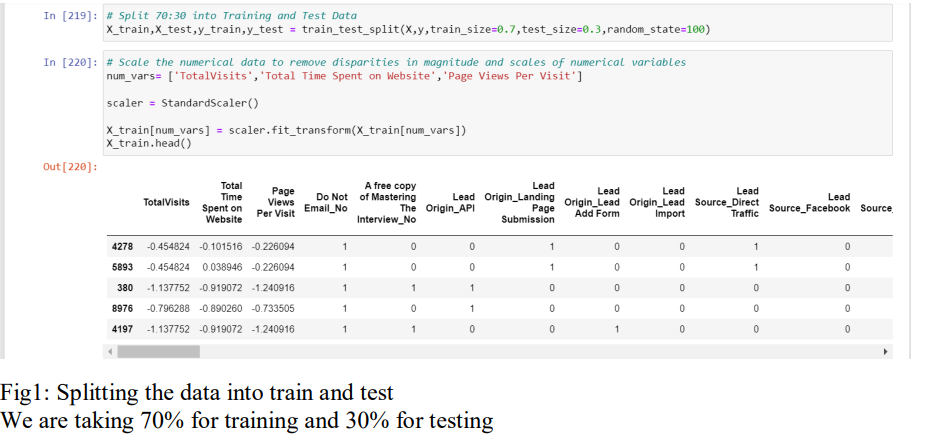 In [219]: # Split 70:30 into Training and Test Data
X_train,X_test,y_train,y_test = train_test_split(X,y,train_size=0.7,test_size=0.3,random_state=100)
In [220]: # Scale the numerical data to remove disparities in magnitude and scales of numerical variables
num_vars= ['TotalVisits','Total Time Spent on Website','Page Views Per Visit']
scaler = StandardScaler()
X_train[num_vars] = scaler.fit_transform(X_train[num_vars])
X_train.head()
Out[220]:
TotalVisits Total Time Spent on Website Page Views Per Visit Do Not Email_No A free copy of Mastering The Interview_No Lead Origin_API Lead Origin_Landing Page Submission Lead Origin_Lead Add Form Lead Origin_Lead Import Lead Source_Direct Traffic Lead Source_Facebook Source_
4278 -0.454824 -0.101516 -0.226094 1 0 0 1 0 0 1 0
5893 -0.454824 0.038946 -0.226094 1 0 0 1 0 0 1 0
380 -1.137752 -0.919072 -1.240916 1 1 1 0 0 0 0 0
8976 -0.796288 -0.890260 -0.733505 1 0 1 0 0 0 0 0
4197 -1.137752 -0.919072 -1.240916 1 1 0 0 1 0 0 0
Fig1: Splitting the data into train and test
We are taking 70% for training and 30% for testing